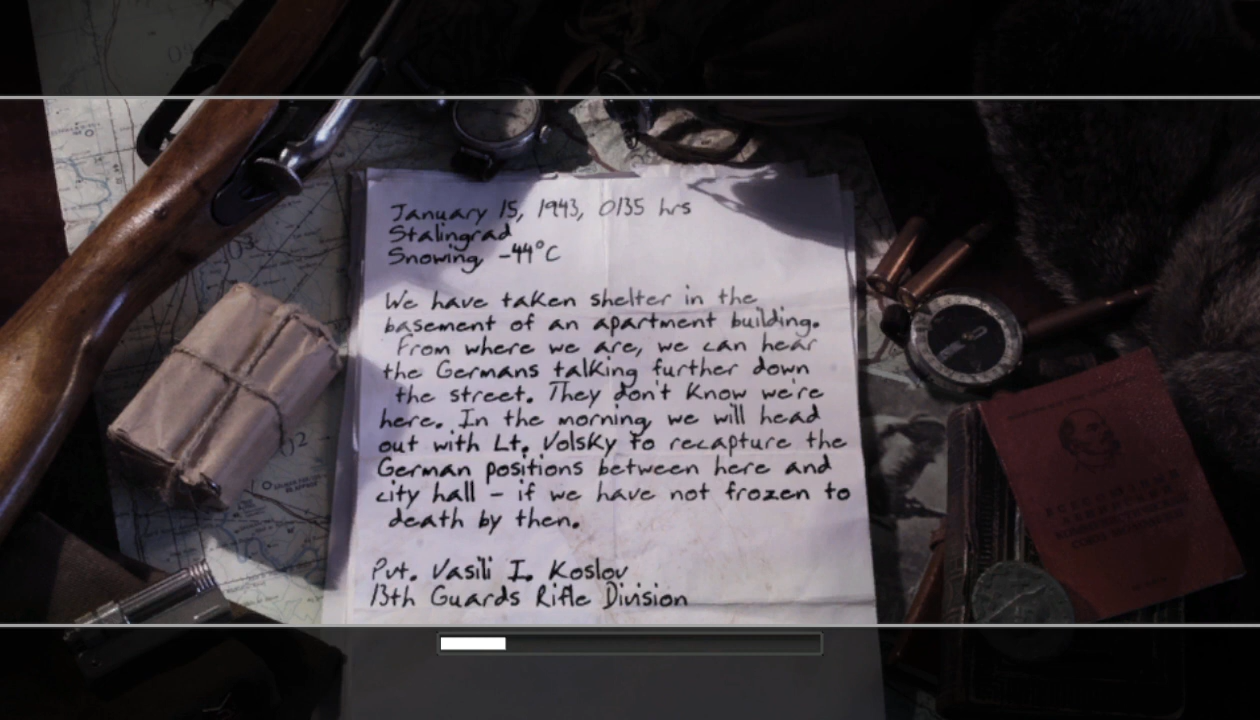 January 15, 1943, 0135 hrs
Stalingrad
Snowing, -44°C
We have taken shelter in the
basement of an apartment building.
From where we are, we can hear
the Germans talking further down
the street. They don't know we're
here. In the morning, we will head
out with Lt. Volsky to recapture the
German positions between here and
city hall - if we have not frozen to
death by then.
Pvt. Vasili I. Koslov
13th Guards Rifle Division